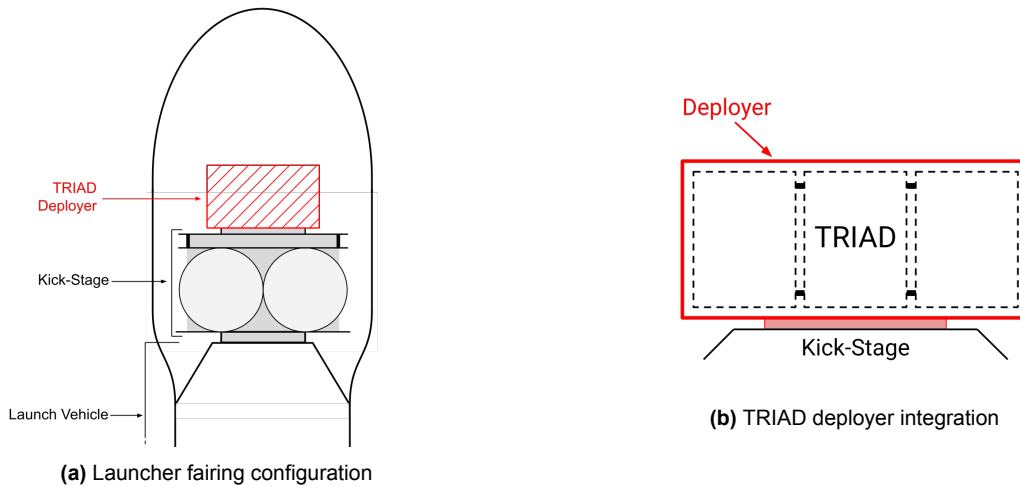 TRIAD
Deployer
Kick-Stage
Launch Vehicle
(a) Launcher fairing configuration
Deployer
TRIAD
Kick-Stage
(b) TRIAD deployer integration